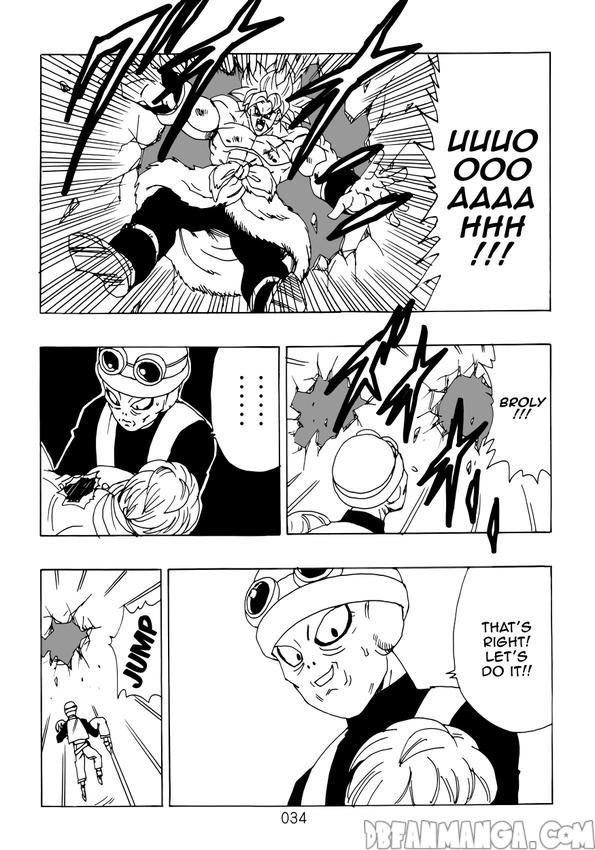 UUUO
OOO
AAAA
HHH
!!!
BROLY
!!!
. . . . . .
THAT'S
RIGHT!
LET'S
DO IT!!
JUMP
034
DBFANMANGA.COM